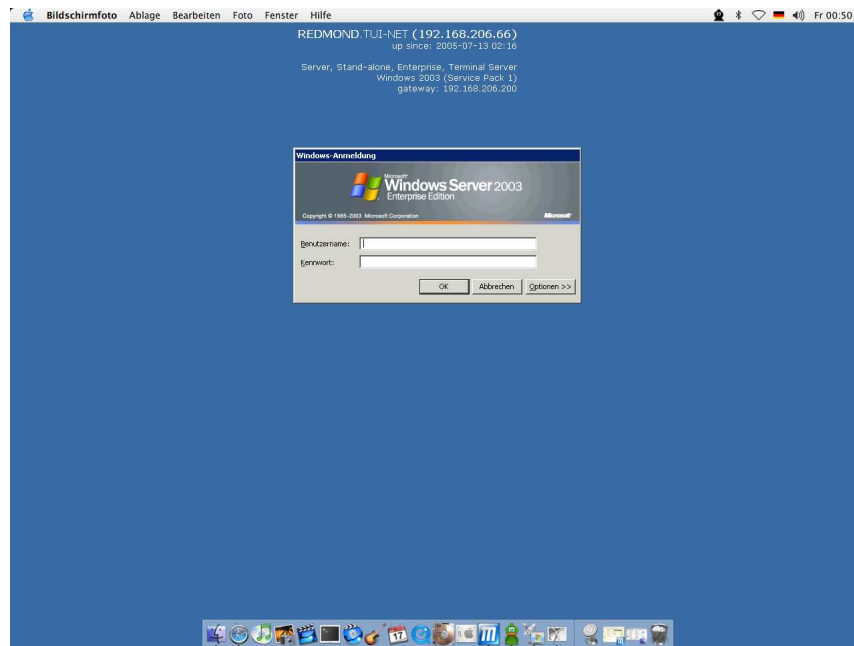 Bildschirmfoto Ablage Bearbeiten Foto Fenster Hilfe Fr 00:50
REDMOND.TUI-NET (192.168.206.66)
up since: 2005-07-13 02:16
Server, Stand-alone, Enterprise, Terminal Server
Windows 2003 (Service Pack 1)
gateway: 192.168.206.200
Windows-Anmeldung
Microsoft
Windows Server 2003
Enterprise Edition
Copyright © 1985-2003 Microsoft Corporation Microsoft
Benutzername:
Kennwort:
OK Abbrechen Optionen >>
17